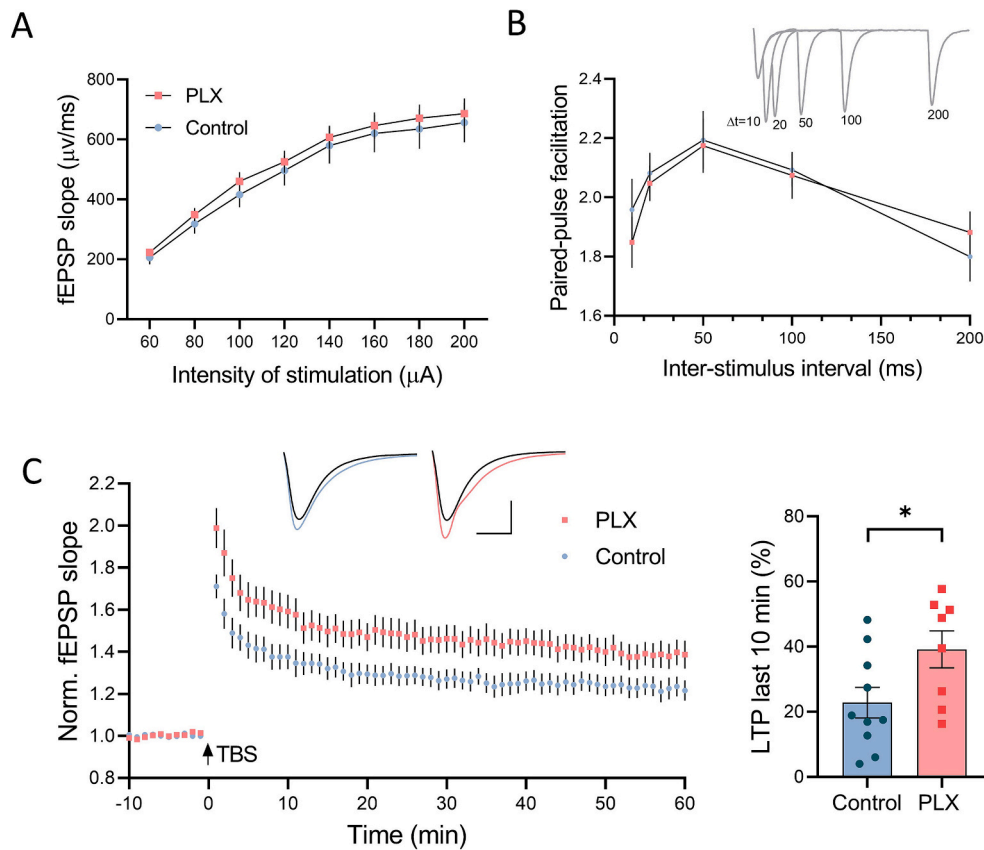 A
fEPSP slope (μv/ms)
800
600
400
200
0
PLX
Control
60 80 100 120 140 160 180 200
Intensity of stimulation (μA)
B
Paired-pulse facilitation
2.4
2.2
2.0
1.8
1.6
Δt=10 20 50 100 200
0 50 100 150 200
Inter-stimulus interval (ms)
C
Norm. fEPSP slope
2.2
2.0
1.8
1.6
1.4
1.2
1.0
0.8
PLX
Control
TBS
-10 0 10 20 30 40 50 60
Time (min)
LTP last 10 min (%)
80
60
40
20
0
*
Control PLX